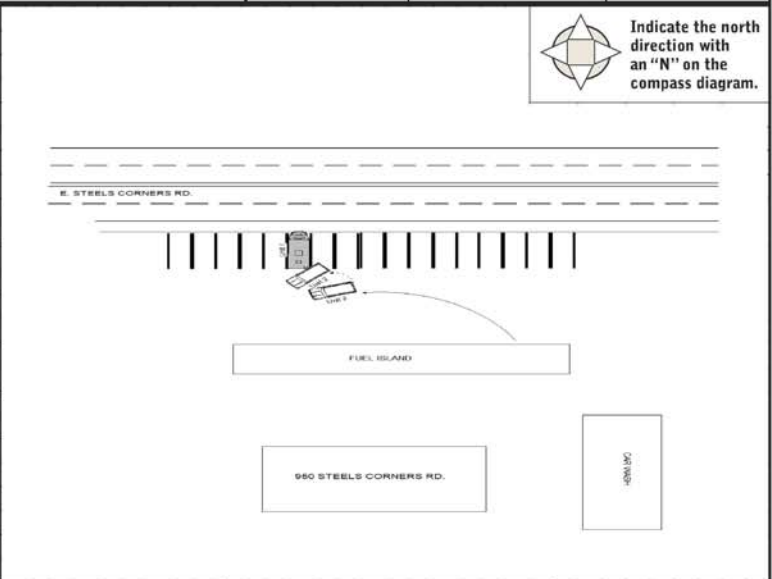 Indicate the north
direction with
an “N” on the
compass diagram.
E. STEELS CORNERS RD.
FUEL ISLAND
960 STEELS CORNERS RD.
CAR WASH